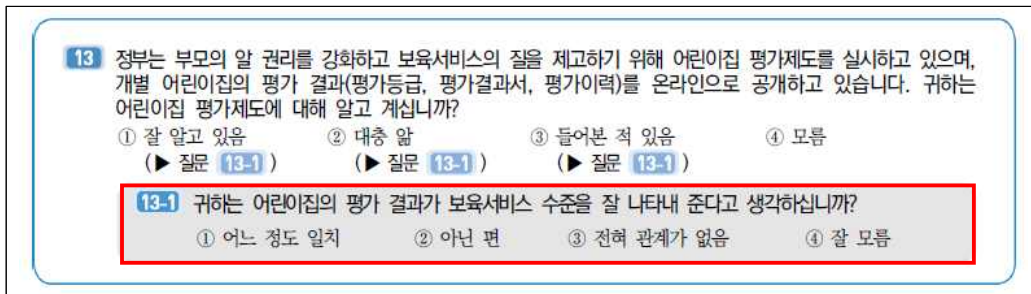 13 정부는 부모의 알 권리를 강화하고 보육서비스의 질을 제고하기 위해 어린이집 평가제도를 실시하고 있으며,
개별 어린이집의 평가 결과(평가등급, 평가결과서, 평가이력)를 온라인으로 공개하고 있습니다. 귀하는
어린이집 평가제도에 대해 알고 계십니까?
① 잘 알고 있음 ② 대충 앎 ③ 들어본 적 있음 ④ 모름
(▶ 질문 13-1 ) (▶ 질문 13-1 ) (▶ 질문 13-1 )
13-1 귀하는 어린이집의 평가 결과가 보육서비스 수준을 잘 나타내 준다고 생각하십니까?
① 어느 정도 일치 ② 아닌 편 ③ 전혀 관계가 없음 ④ 잘 모름